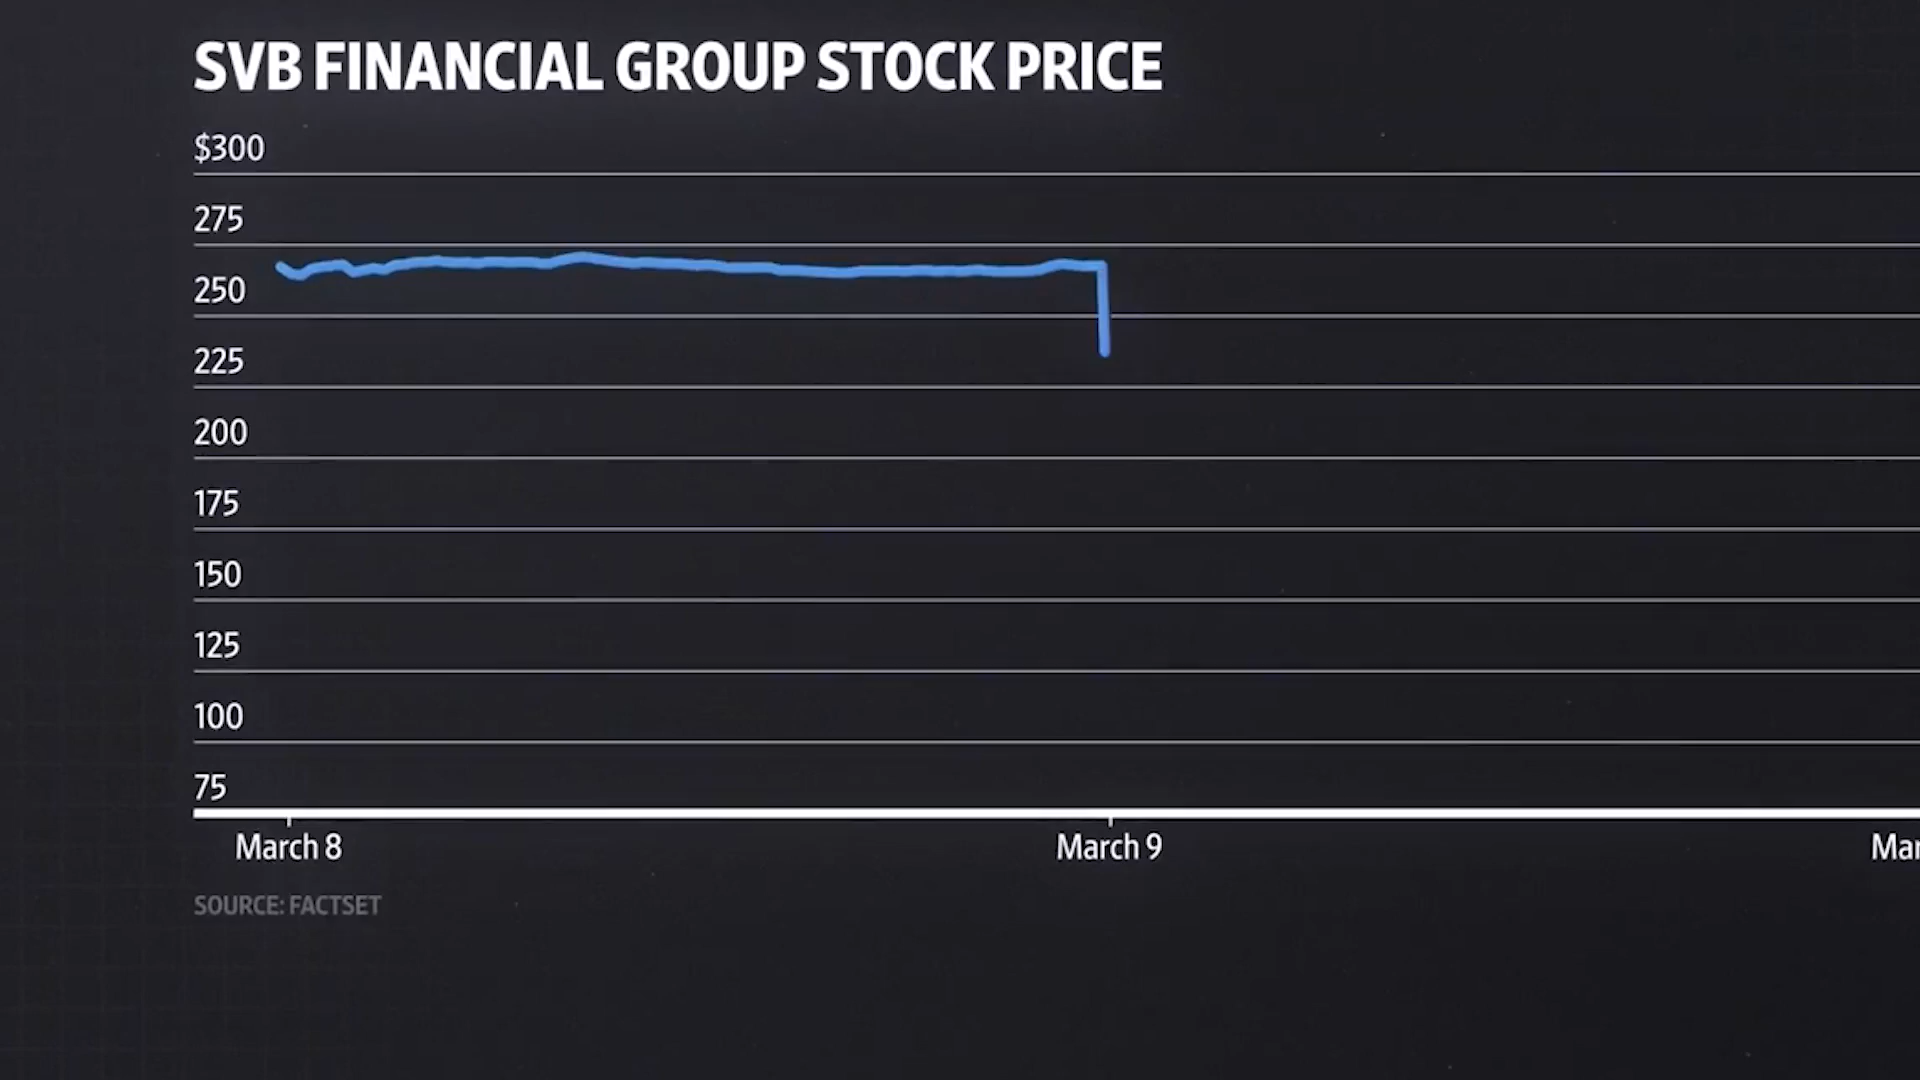 SVB FINANCIAL GROUP STOCK PRICE
$300
275
250
225
200
175
150
125
100
75
March 8
March 9
Mar
SOURCE: FACTSET